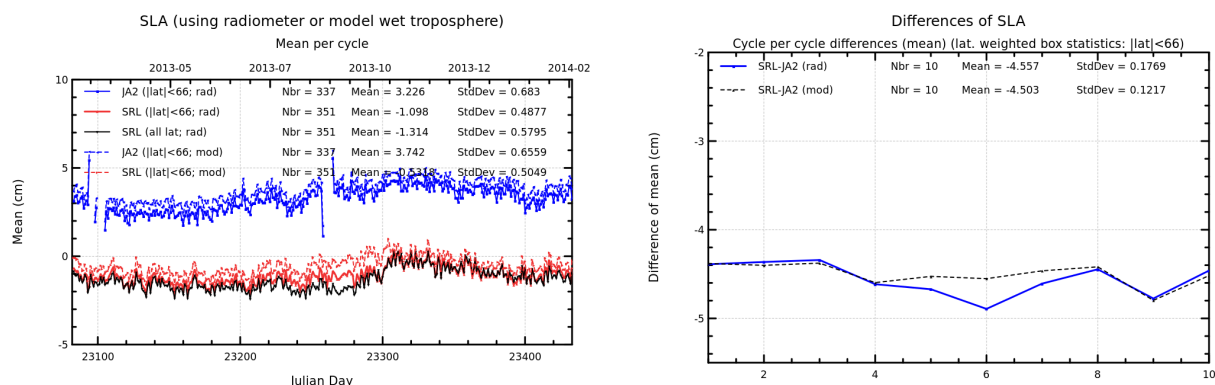 SLA (using radiometer or model wet troposphere)
Mean per cycle
2013-05 2013-07 2013-10 2013-12 2014-02
JA2 (|lat|<66; rad) Nbr = 337 Mean = 3.226 StdDev = 0.683
SRL (|lat|<66; rad) Nbr = 351 Mean = -1.098 StdDev = 0.4877
SRL (all lat; rad) Nbr = 351 Mean = -1.314 StdDev = 0.5795
JA2 (|lat|<66; mod) Nbr = 337 Mean = 3.742 StdDev = 0.6559
SRL (|lat|<66; mod) Nbr = 351 Mean = StdDev = 0.5049
10
5
0
-5
Mean (cm)
23100 23200 23300 23400
Julian Day
Differences of SLA
Cycle per cycle differences (mean) (lat. weighted box statistics: |lat|<66)
SRL-JA2 (rad) Nbr = 10 Mean = -4.557 StdDev = 0.1769
SRL-JA2 (mod) Nbr = 10 Mean = -4.503 StdDev = 0.1217
-2
-3
-4
-5
Difference of mean (cm)
2 4 6 8 10